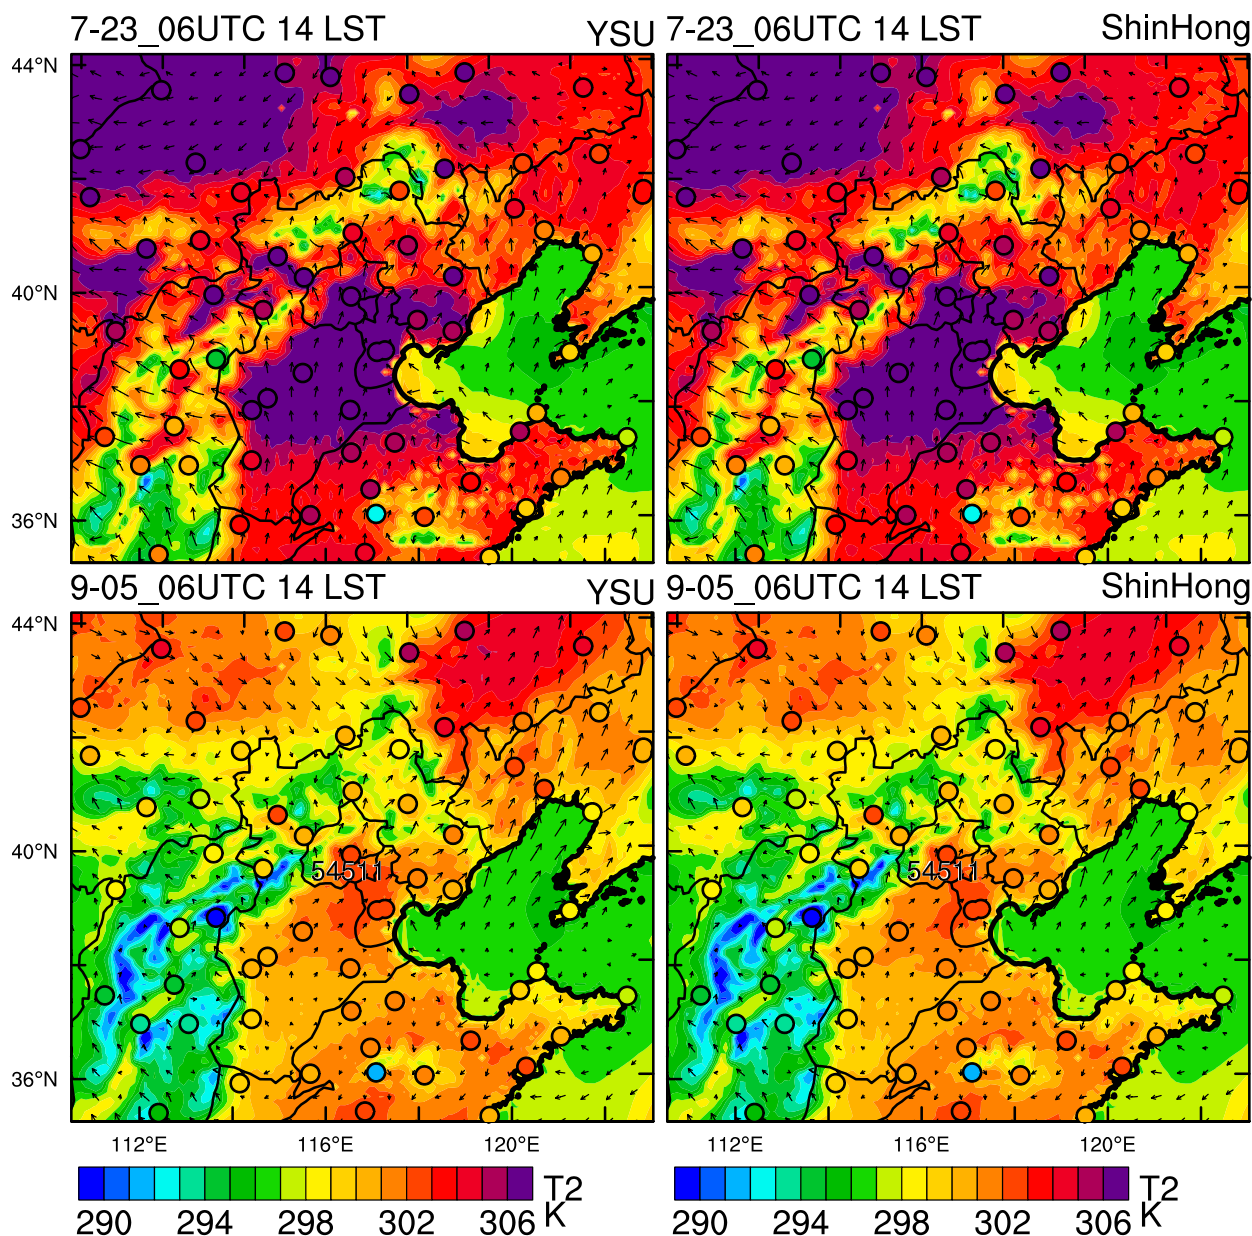 7-23_06UTC 14 LST YSU 7-23_06UTC 14 LST ShinHong
44°N
40°N
36°N
9-05_06UTC 14 LST YSU 9-05_06UTC 14 LST ShinHong
44°N
40°N
54511 54511
36°N
112°E 116°E 120°E 112°E 116°E 120°E
T2 T2
K K
290 294 298 302 306 290 294 298 302 306